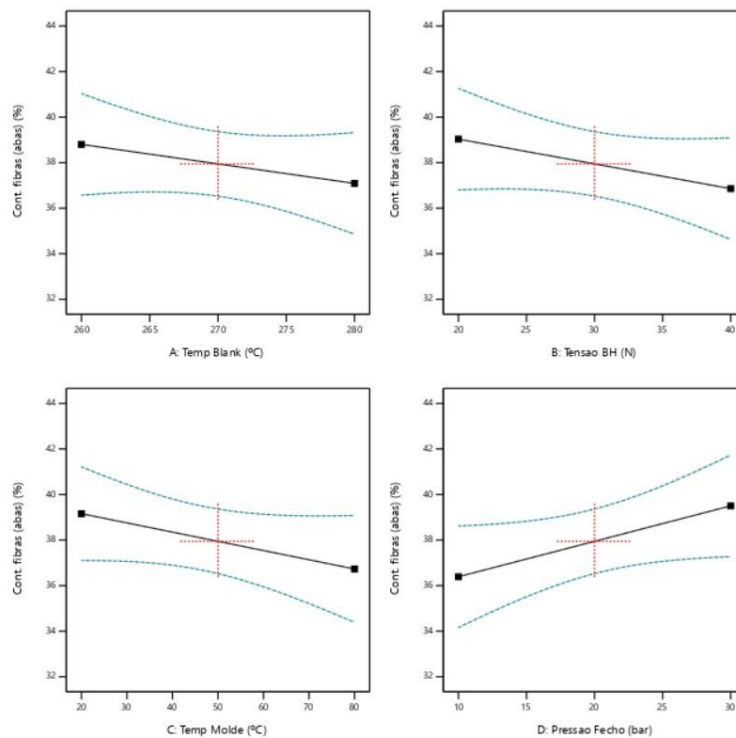 44
42
40
38
36
34
32
Cont. fibras (abas) (%)
260 265 270 275 280
A: Temp Blank (ºC)
44
42
40
38
36
34
32
Cont. fibras (abas) (%)
20 25 30 35 40
B: Tensao BH (N)
44
42
40
38
36
34
32
Cont. fibras (abas) (%)
20 30 40 50 60 70 80
C: Temp Molde (ºC)
44
42
40
38
36
34
32
Cont. fibras (abas) (%)
10 15 20 25 30
D: Pressao Fecho (bar)